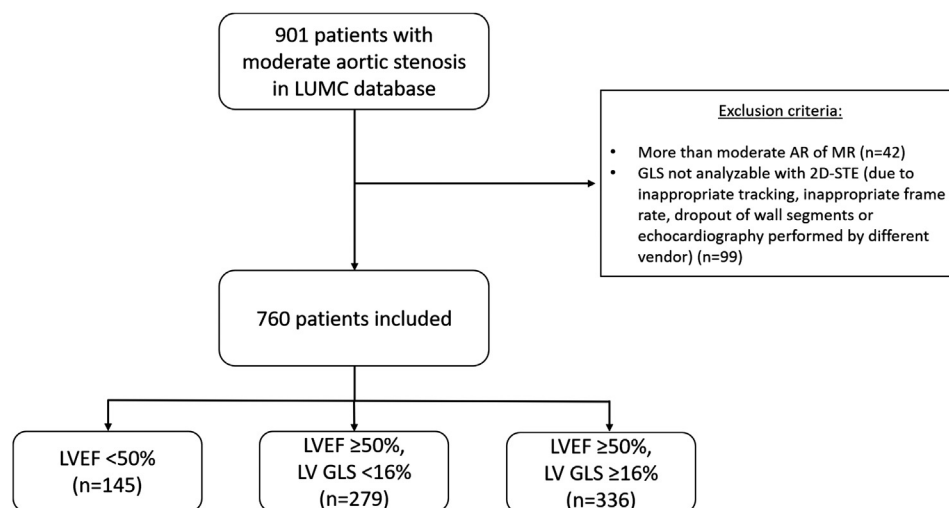 901 patients with
moderate aortic stenosis
in LUMC database
Exclusion criteria:
• More than moderate AR of MR (n=42)
• GLS not analyzable with 2D-STE (due to
inappropriate tracking, inappropriate frame
rate, dropout of wall segments or
echocardiography performed by different
vendor) (n=99)
760 patients included
LVEF <50%
(n=145)
LVEF ≥50%,
LV GLS <16%
(n=279)
LVEF ≥50%,
LV GLS ≥16%
(n=336)